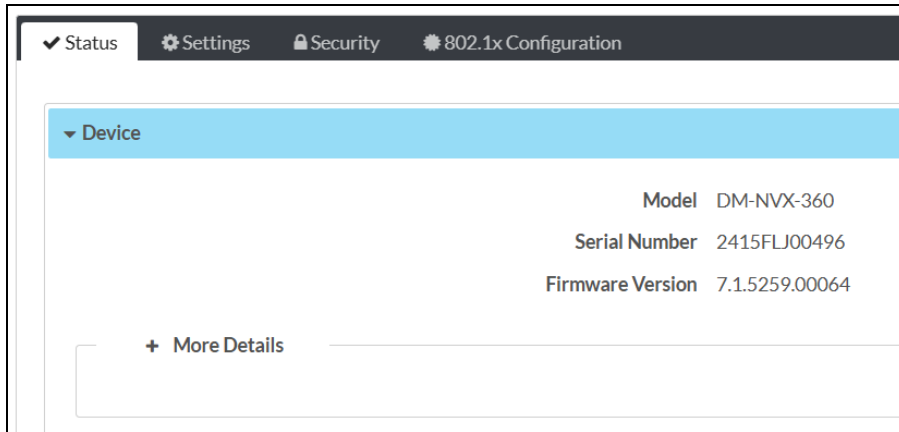 Status Settings Security 802.1x Configuration
Device
Model DM-NVX-360
Serial Number 2415FLJ00496
Firmware Version 7.1.5259.00064
+ More Details